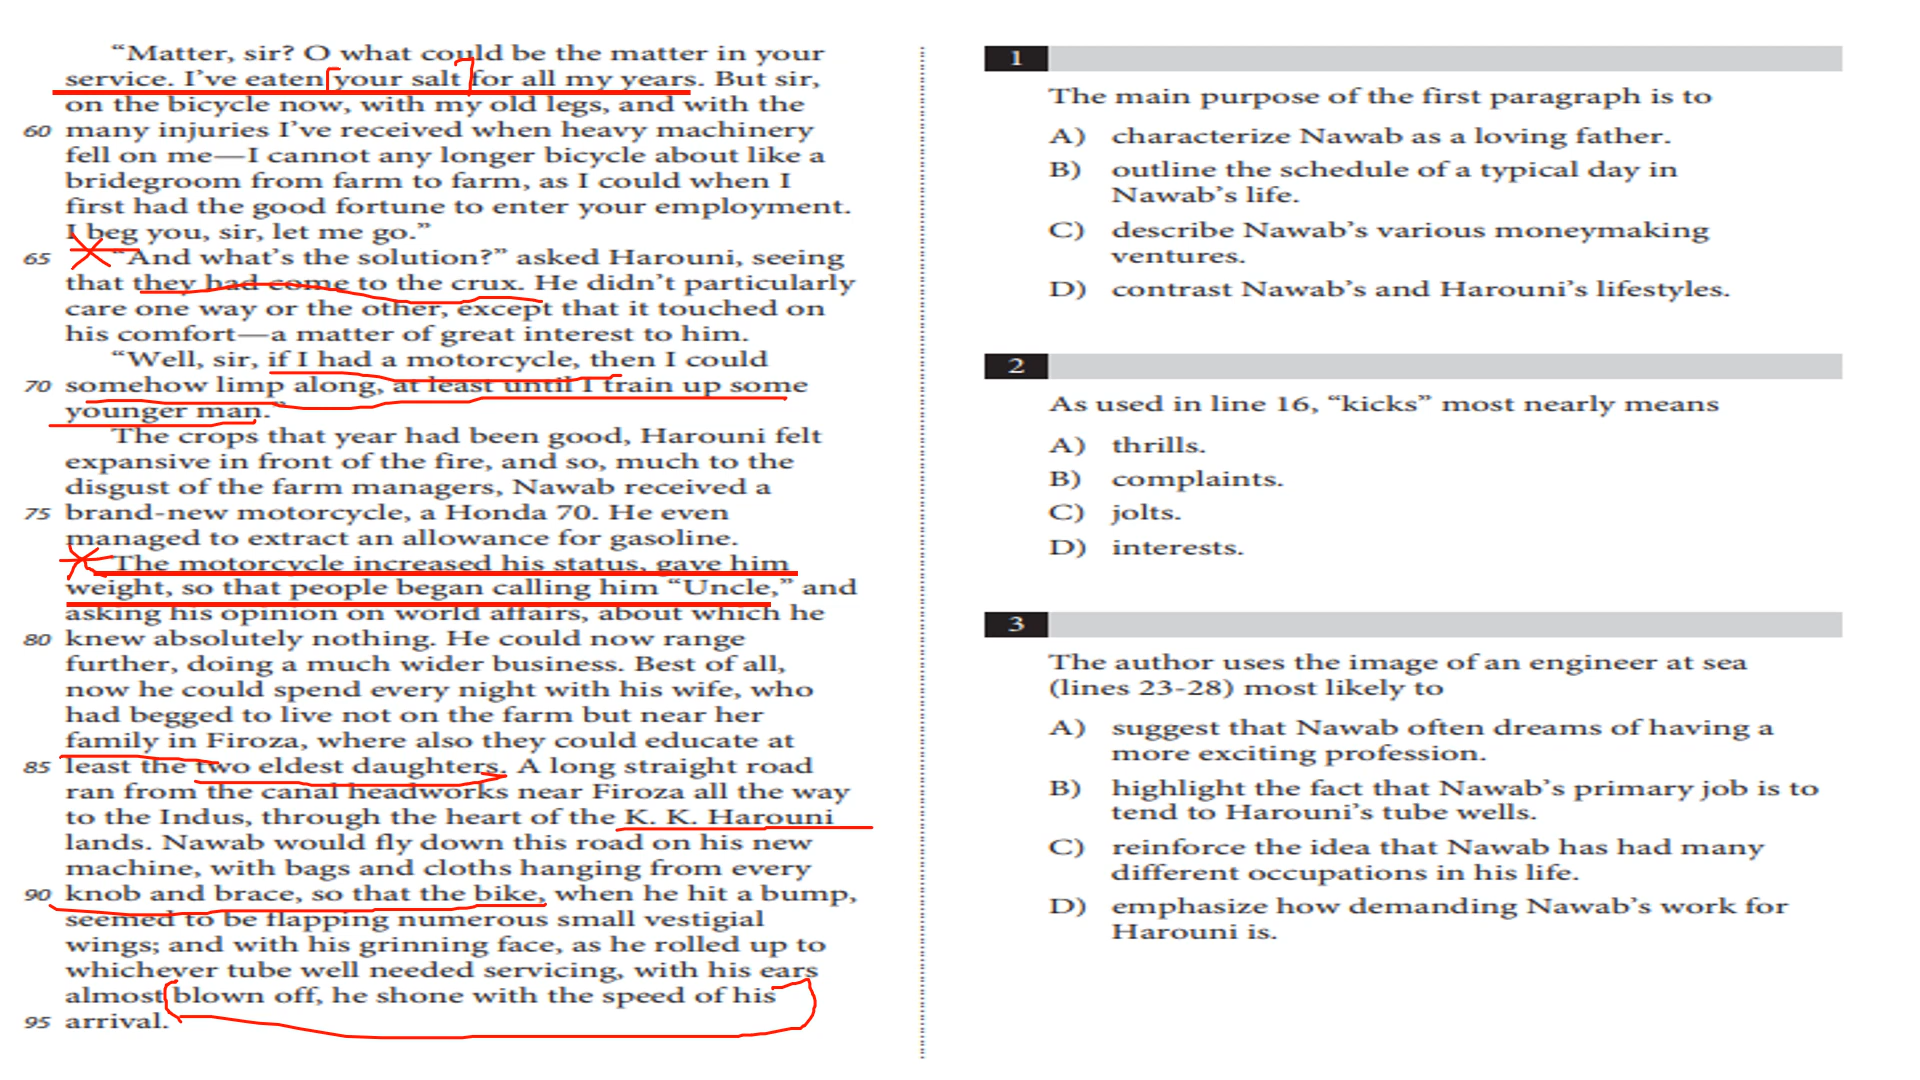 “Matter, sir? O what could be the matter in your
service. I’ve eaten your salt for all my years. But sir,
on the bicycle now, with my old legs, and with the
60 many injuries I’ve received when heavy machinery
fell on me—I cannot any longer bicycle about like a
bridegroom from farm to farm, as I could when I
first had the good fortune to enter your employment.
I beg you, sir, let me go.”
65 “And what’s the solution?” asked Harouni, seeing
that they had come to the crux. He didn’t particularly
care one way or the other, except that it touched on
his comfort—a matter of great interest to him.
“Well, sir, if I had a motorcycle, then I could
70 somehow limp along, at least until I train up some
younger man.”
The crops that year had been good, Harouni felt
expansive in front of the fire, and so, much to the
disgust of the farm managers, Nawab received a
75 brand-new motorcycle, a Honda 70. He even
managed to extract an allowance for gasoline.
The motorcycle increased his status, gave him
weight, so that people began calling him “Uncle,” and
asking his opinion on world affairs, about which he
80 knew absolutely nothing. He could now range
further, doing a much wider business. Best of all,
now he could spend every night with his wife, who
had begged to live not on the farm but near her
family in Firoza, where also they could educate at
85 least the two eldest daughters. A long straight road
ran from the canal headworks near Firoza all the way
to the Indus, through the heart of the K. K. Harouni
lands. Nawab would fly down this road on his new
machine, with bags and cloths hanging from every
90 knob and brace, so that the bike, when he hit a bump,
seemed to be flapping numerous small vestigial
wings; and with his grinning face, as he rolled up to
whichever tube well needed servicing, with his ears
almost blown off, he shone with the speed of his
95 arrival.
1
The main purpose of the first paragraph is to
A) characterize Nawab as a loving father.
B) outline the schedule of a typical day in
Nawab’s life.
C) describe Nawab’s various moneymaking
ventures.
D) contrast Nawab’s and Harouni’s lifestyles.
2
As used in line 16, “kicks” most nearly means
A) thrills.
B) complaints.
C) jolts.
D) interests.
3
The author uses the image of an engineer at sea
(lines 23-28) most likely to
A) suggest that Nawab often dreams of having a
more exciting profession.
B) highlight the fact that Nawab’s primary job is to
tend to Harouni’s tube wells.
C) reinforce the idea that Nawab has had many
different occupations in his life.
D) emphasize how demanding Nawab’s work for
Harouni is.